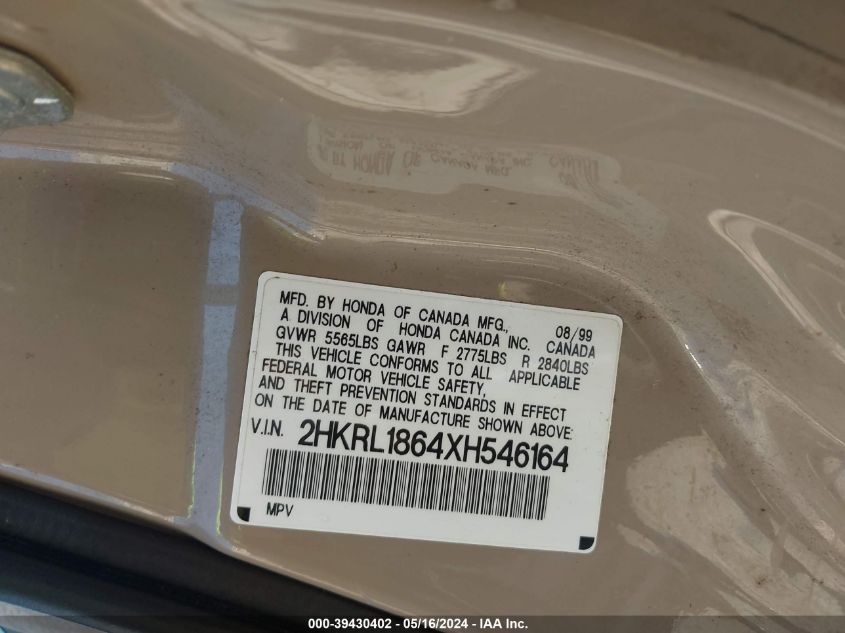 MFD. BY HONDA OF CANADA MFG., 08/99
A DIVISION OF HONDA CANADA INC. CANADA
GVWR 5565LBS GAWR F 2775LBS R 2840LBS
THIS VEHICLE CONFORMS TO ALL APPLICABLE
FEDERAL MOTOR VEHICLE SAFETY,
AND THEFT PREVENTION STANDARDS IN EFFECT
ON THE DATE OF MANUFACTURE SHOWN ABOVE:
V.I.N. 2HKRL1864XH546164
MPV
000-39430402 - 05/16/2024 - IAA Inc.